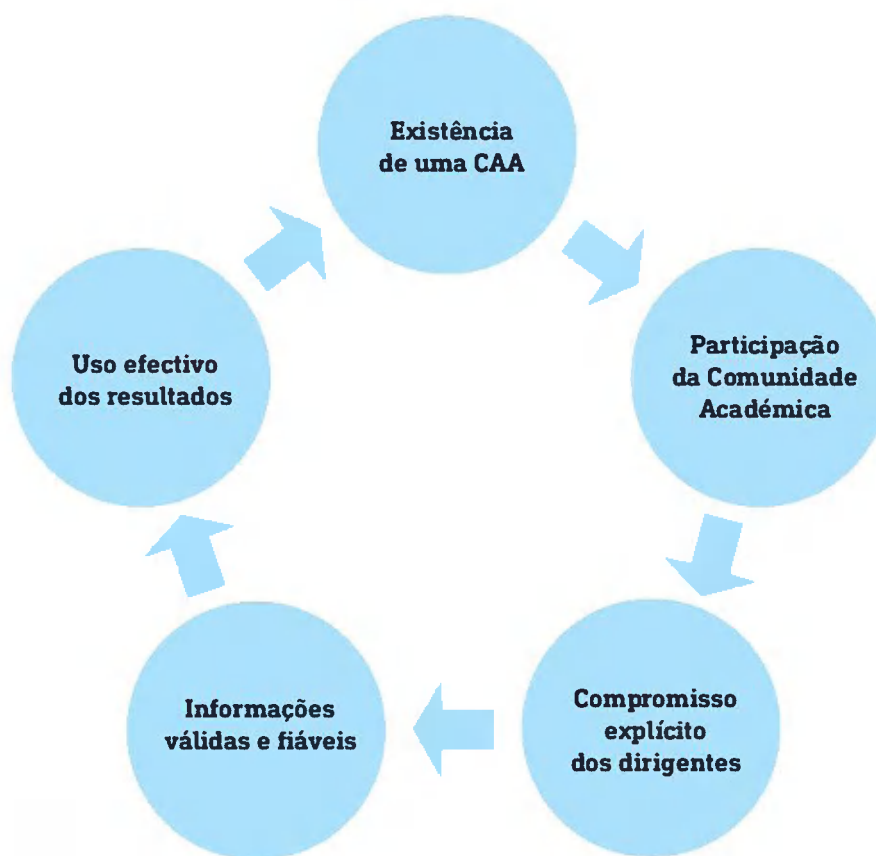 Existência
de uma CAA
Participação
da Comunidade
Académica
Compromisso
explícito
dos dirigentes
Informações
válidas e fiáveis
Uso efectivo
dos resultados